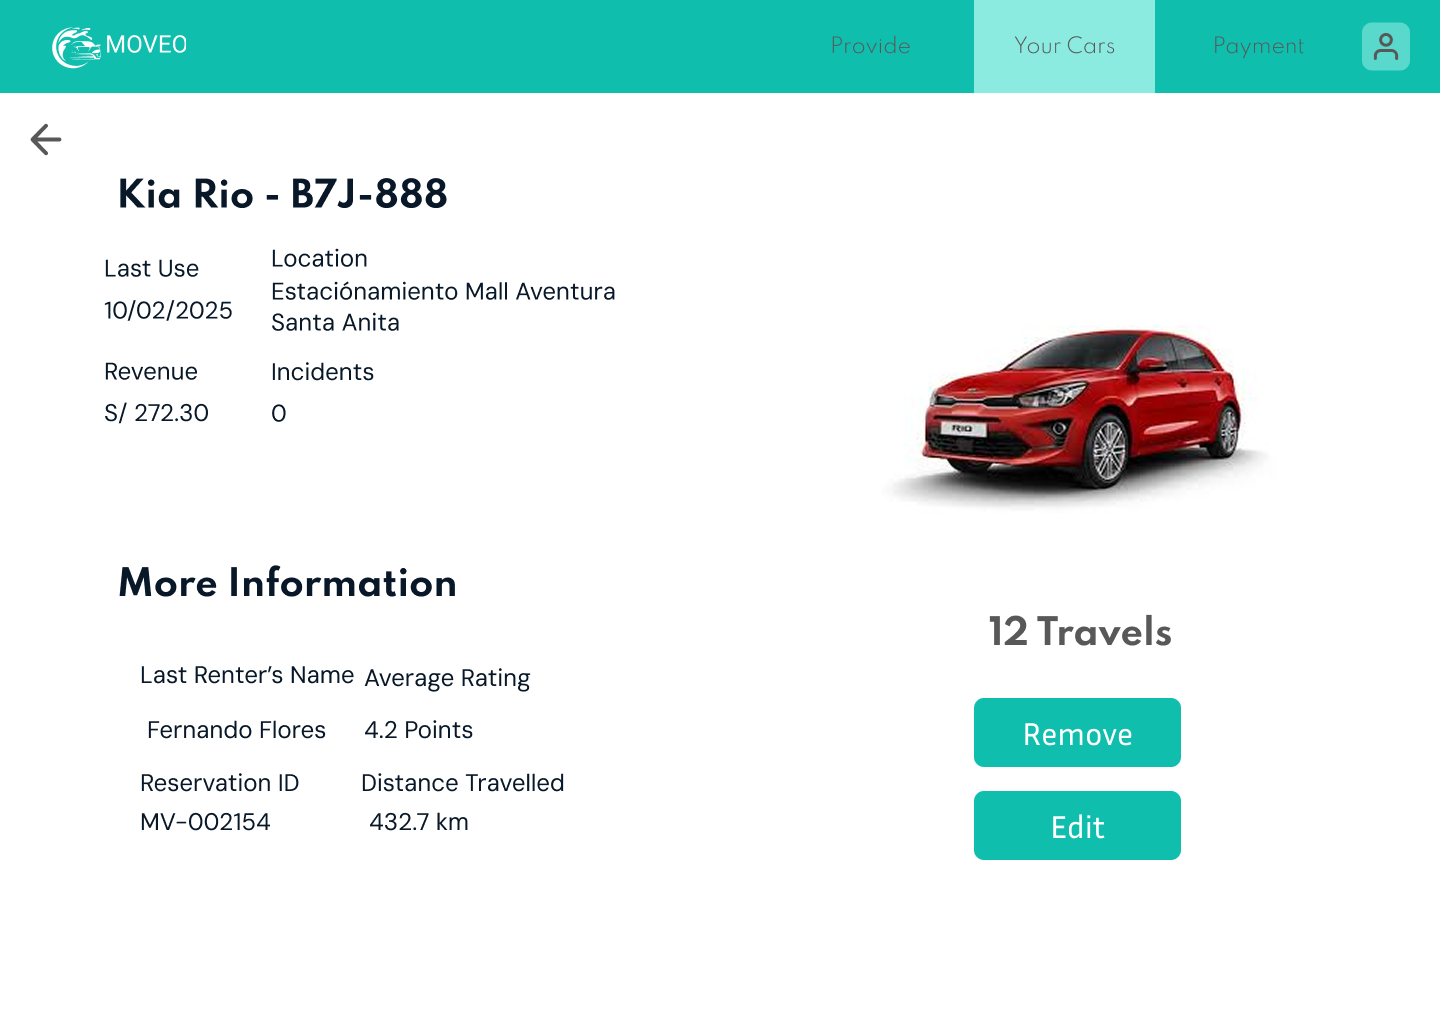 MOVEO
Provide
Your Cars
Payment
Kia Rio - B7J-888
Last Use
10/02/2025
Location
Estaciónamiento Mall Aventura
Santa Anita
Revenue
S/ 272.30
Incidents
0
RIO
More Information
Last Renter’s Name
Fernando Flores
Average Rating
4.2 Points
Reservation ID
MV-002154
Distance Travelled
432.7 km
12 Travels
Remove
Edit